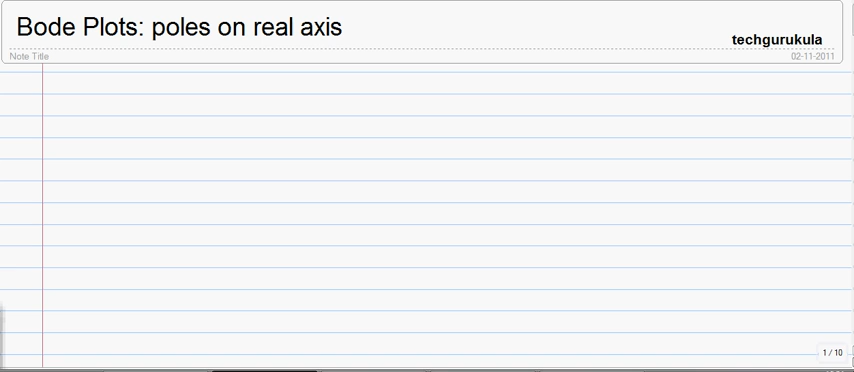 Bode Plots: poles on real axis
techgurukula
Note Title
02-11-2011
1 / 10